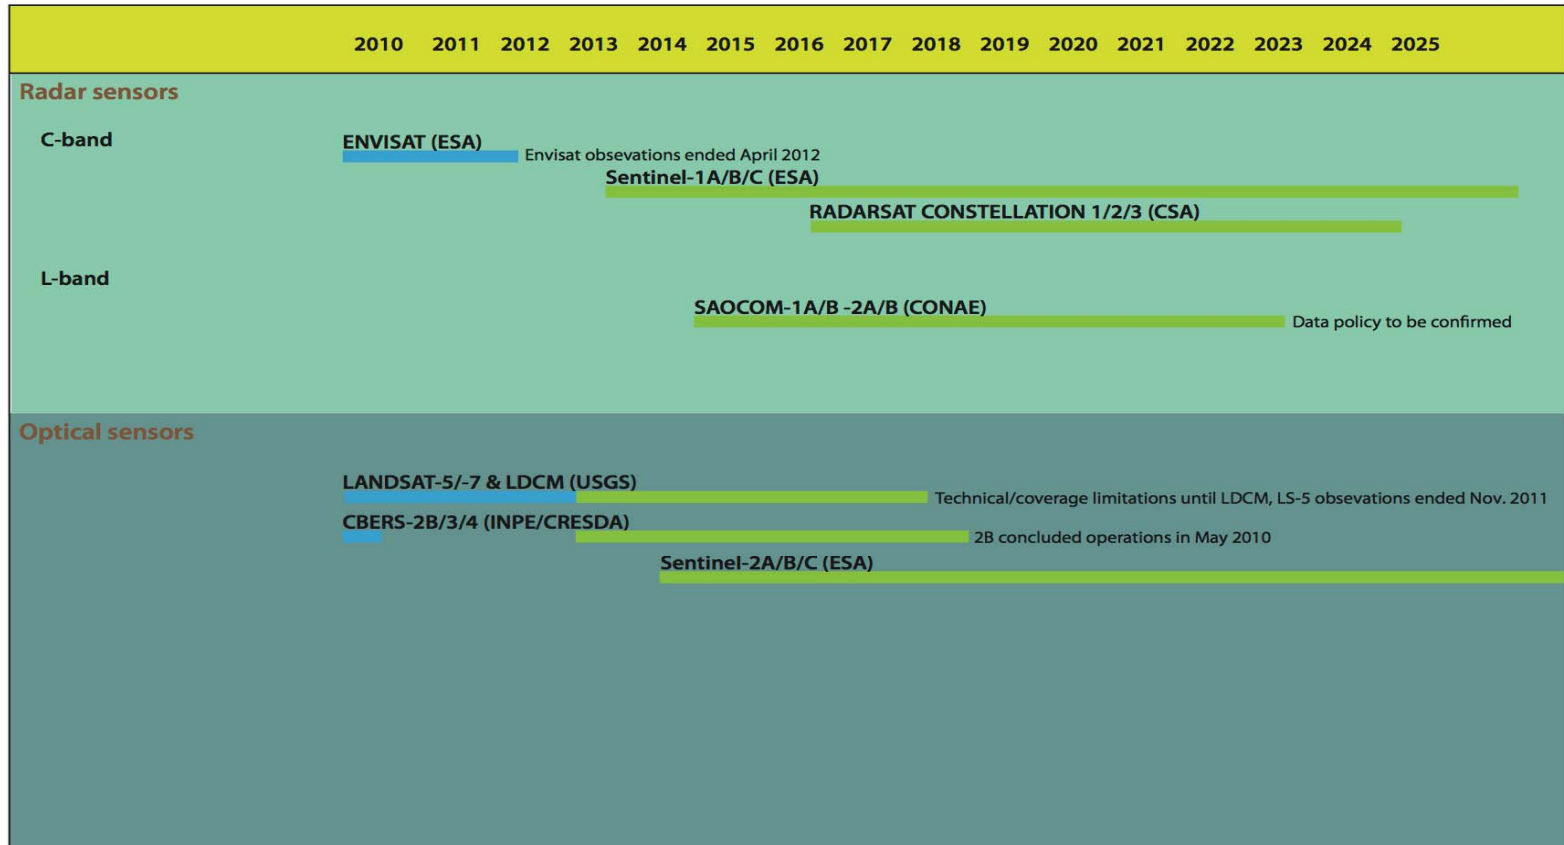 2010 2011 2012 2013 2014 2015 2016 2017 2018 2019 2020 2021 2022 2023 2024 2025
Radar sensors
C-band
ENVISAT (ESA)
Envisat obsevations ended April 2012
Sentinel-1A/B/C (ESA)
RADARSAT CONSTELLATION 1/2/3 (CSA)
L-band
SAOCOM-1A/B -2A/B (CONAE)
Data policy to be confirmed
Optical sensors
LANDSAT-5/-7 & LDCM (USGS)
Technical/coverage limitations until LDCM, LS-5 obsevations ended Nov. 2011
CBERS-2B/3/4 (INPE/CRESDA)
2B concluded operations in May 2010
Sentinel-2A/B/C (ESA)